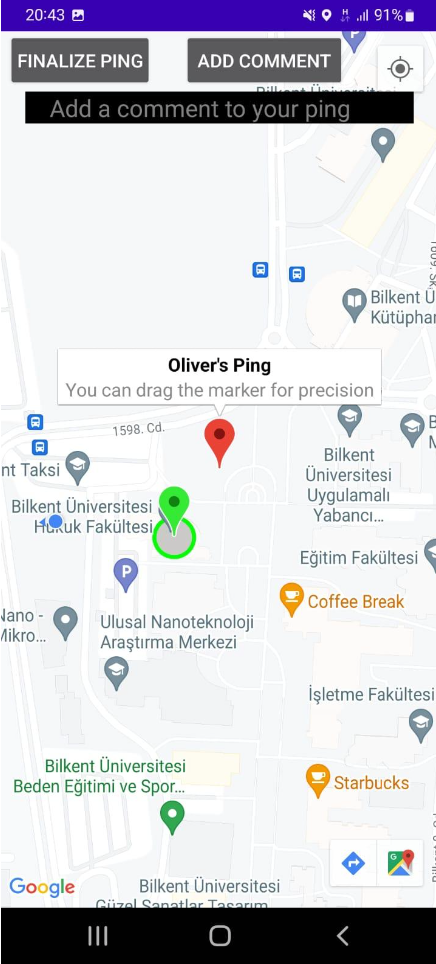 20:43
91%
FINALIZE PING
ADD COMMENT
P
Bilkent Üniversitesi
Add a comment to your ping
Bilkent Ü
Kütüphar
Oliver's Ping
You can drag the marker for precision
1598. Cd.
nt Taksi
Bilkent
Üniversitesi
Uygulamalı
Yabancı...
Bilkent Üniversitesi
Hukuk Fakültesi
Eğitim Fakültesi
P
Coffee Break
Nano -
Mikro...
Ulusal Nanoteknoloji
Araştırma Merkezi
İşletme Fakültesi
Bilkent Üniversitesi
Beden Eğitimi ve Spor...
Starbucks
Google
Bilkent Üniversitesi
Güzel Sanatlar Tasarım